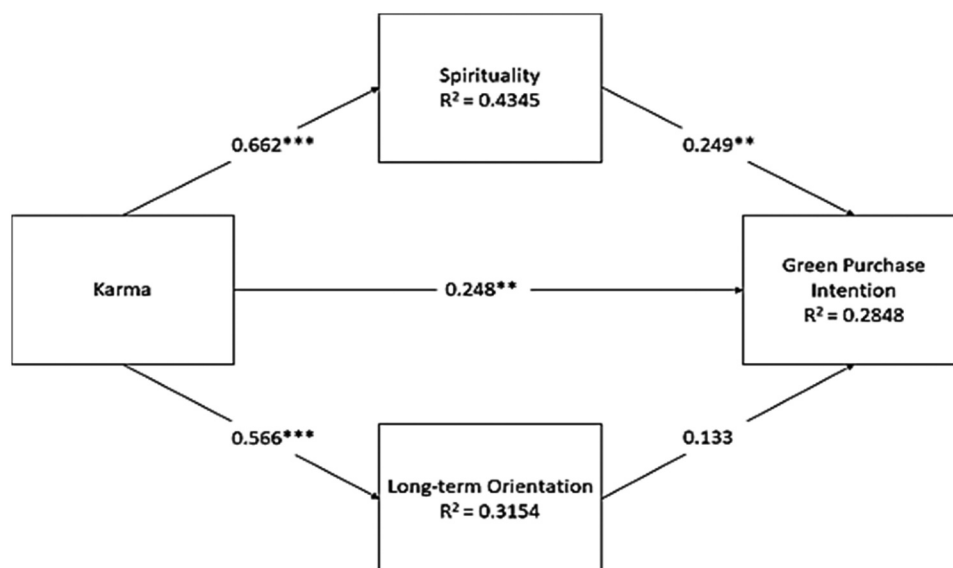 Spirituality
R² = 0.4345
0.662***
0.249**
Karma
0.248**
Green Purchase
Intention
R² = 0.2848
0.566***
0.133
Long-term Orientation
R² = 0.3154